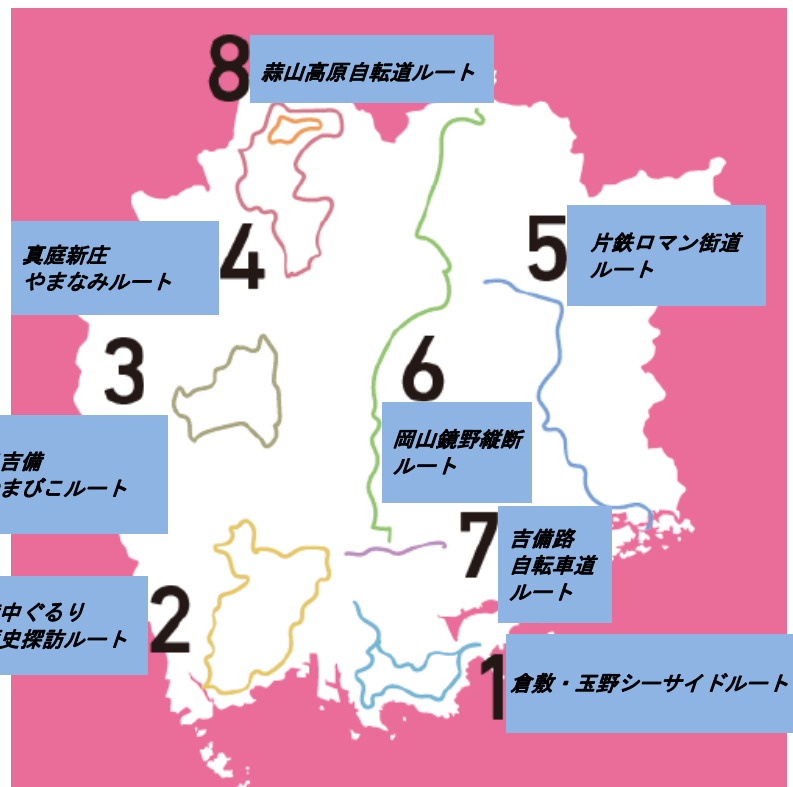 8
蒜山高原自転道ルート
真庭新庄
やまなみルート
4
5
片鉄ロマン街道
ルート
3
6
吉備
まびこルート
岡山鏡野縦断
ルート
7
吉備路
自転車道
ルート
中ぐるり
史探訪ルート
2
1
倉敷・玉野シーサイドルート